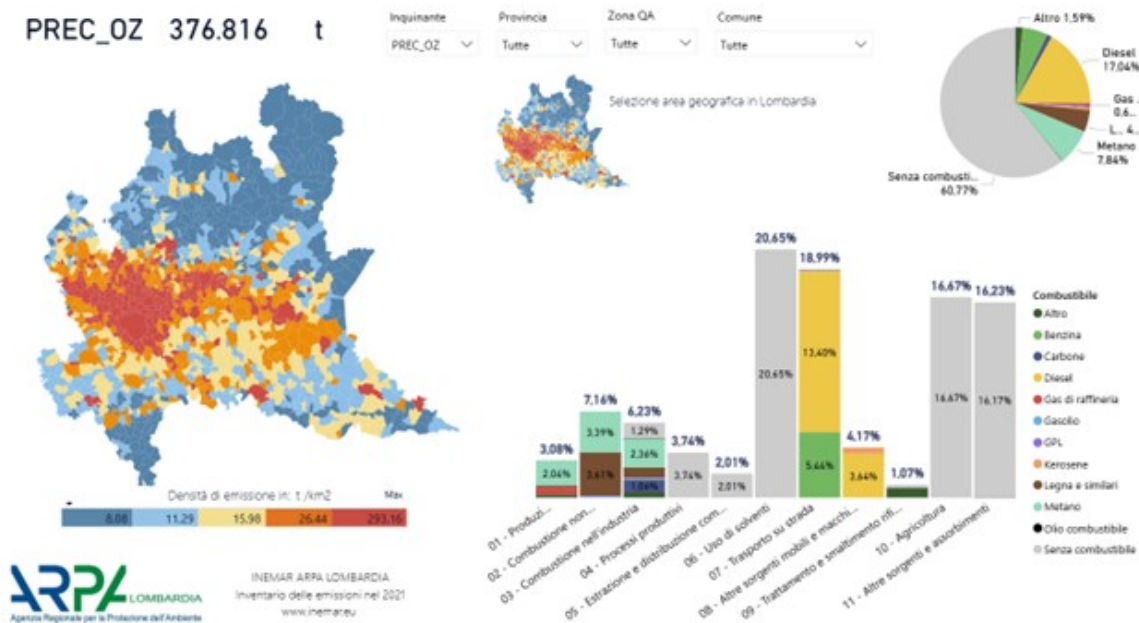 PREC_OZ 376.816 t
Inquinante
PREC_OZ
Provincia
Tutte
Zona QA
Tutte
Comune
Tutte
Selezione area geografica in Lombardia
Altro 1,59%
Diesel
17,04%
Gas ...
0,6...
L... 4...
Metano
7,84%
Senza combusti...
60,77%
Densità di emissione in: t /km2
Max
8.08 11.29 15.98 26.44 293.16
3,08%
2,04%
7,16%
3,39%
3,61%
6,23%
1,29%
2,36%
1,06%
3,74%
3,74%
2,01%
2,01%
20,65%
20,65%
18,99%
13,40%
5,44%
4,17%
3,64%
1,07%
16,67%
16,67%
16,23%
16,17%
01 - Produzi...
02 - Combustione non...
03 - Combustione nell'industria
04 - Processi produttivi
05 - Estrazione e distribuzione com...
06 - Uso di solventi
07 - Trasporto su strada
08 - Altre sorgenti mobili e macchi...
09 - Trattamento e smaltimento rifi...
10 - Agricoltura
11 - Altre sorgenti e assorbimenti
Combustibile
Altro
Benzina
Carbone
Diesel
Gas di raffineria
Gasolio
GPL
Kerosene
Legna e similari
Metano
Olio combustibile
Senza combustibile
ARPA LOMBARDIA
Agenzia Regionale per la Protezione dell'Ambiente
INEMAR ARPA LOMBARDIA
Inventario delle emissioni nel 2021
www.inemar.eu